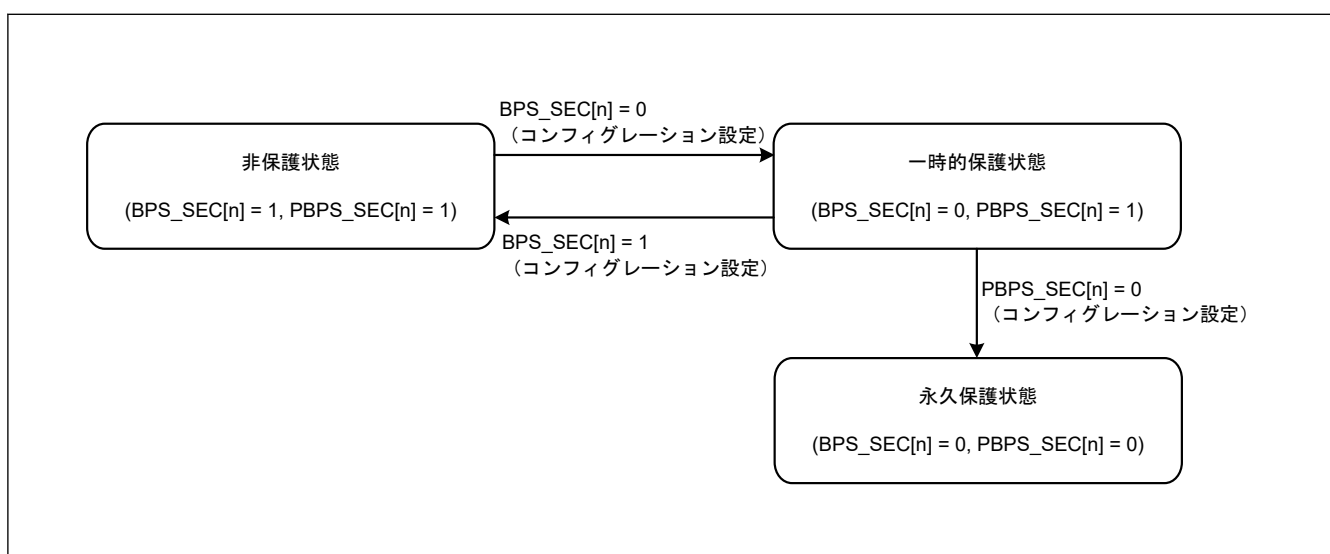 BPS_SEC[n] = 0
（コンフィグレーション設定）
非保護状態
(BPS_SEC[n] = 1, PBPS_SEC[n] = 1)
一時的保護状態
(BPS_SEC[n] = 0, PBPS_SEC[n] = 1)
BPS_SEC[n] = 1
（コンフィグレーション設定）
PBPS_SEC[n] = 0
（コンフィグレーション設定）
永久保護状態
(BPS_SEC[n] = 0, PBPS_SEC[n] = 0)